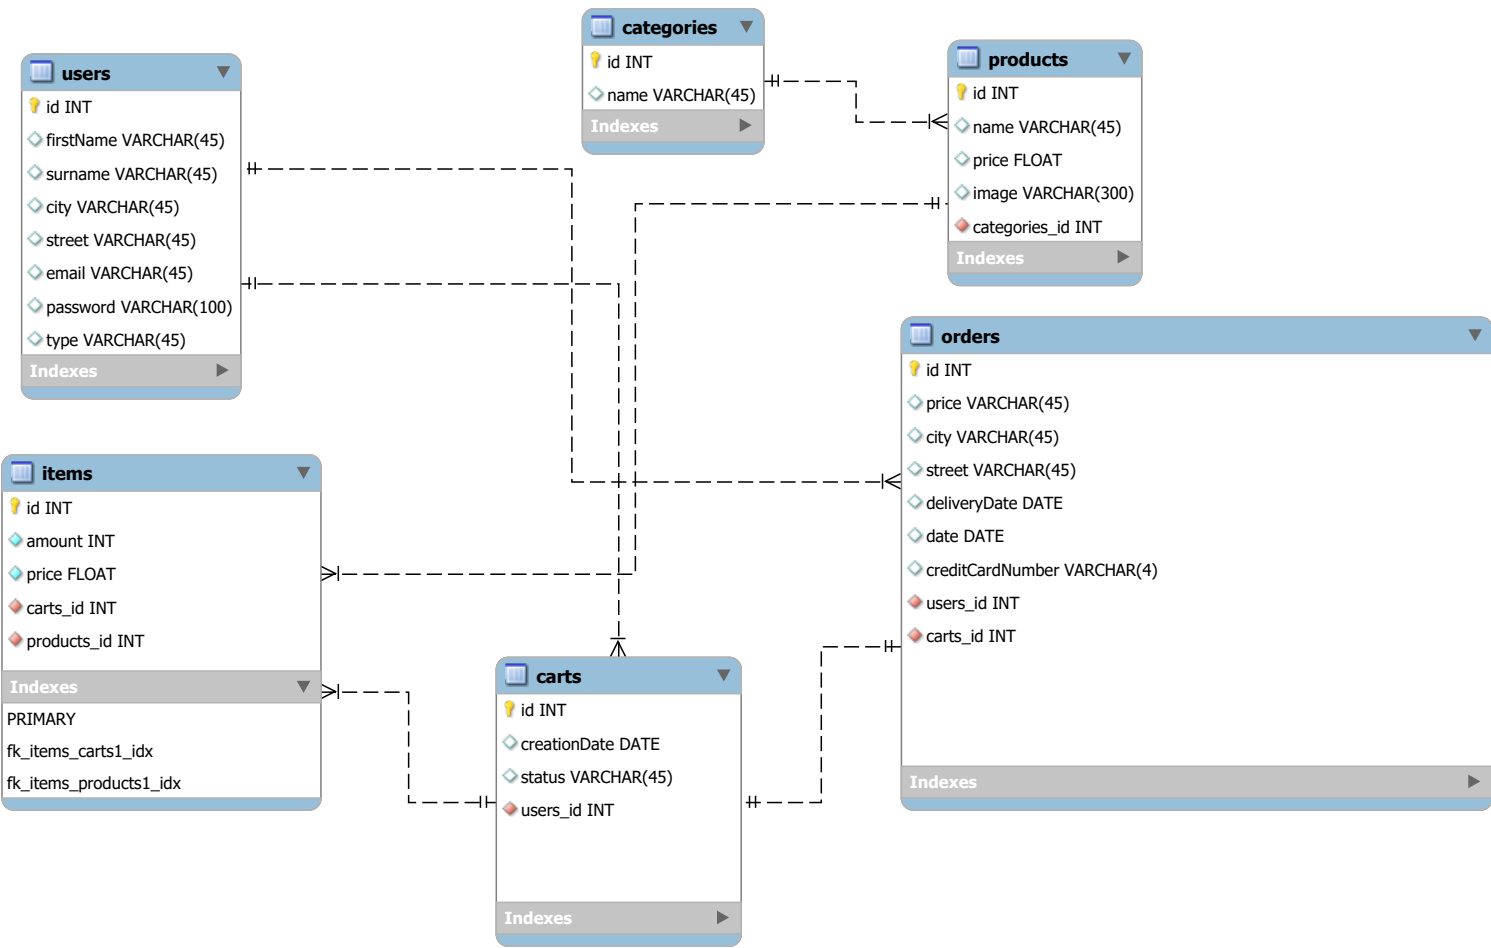 categories
id INT
name VARCHAR(45)
Indexes
products
id INT
name VARCHAR(45)
price FLOAT
image VARCHAR(300)
categories_id INT
Indexes
users
id INT
firstName VARCHAR(45)
surname VARCHAR(45)
city VARCHAR(45)
street VARCHAR(45)
email VARCHAR(45)
password VARCHAR(100)
type VARCHAR(45)
Indexes
orders
id INT
price VARCHAR(45)
city VARCHAR(45)
street VARCHAR(45)
deliveryDate DATE
date DATE
creditCardNumber VARCHAR(4)
users_id INT
carts_id INT
Indexes
items
id INT
amount INT
price FLOAT
carts_id INT
products_id INT
Indexes
PRIMARY
fk_items_carts1_idx
fk_items_products1_idx
carts
id INT
creationDate DATE
status VARCHAR(45)
users_id INT
Indexes